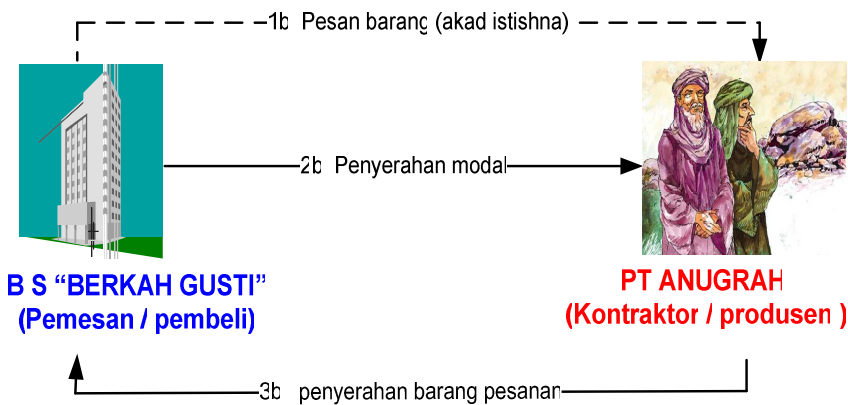 1b Pesan barang (akad istishna)
2b Penyerahan modal
B S “BERKAH GUSTI”
(Pemesan / pembeli)
PT ANUGRAH
(Kontraktor / produsen )
3b penyerahan barang pesanan